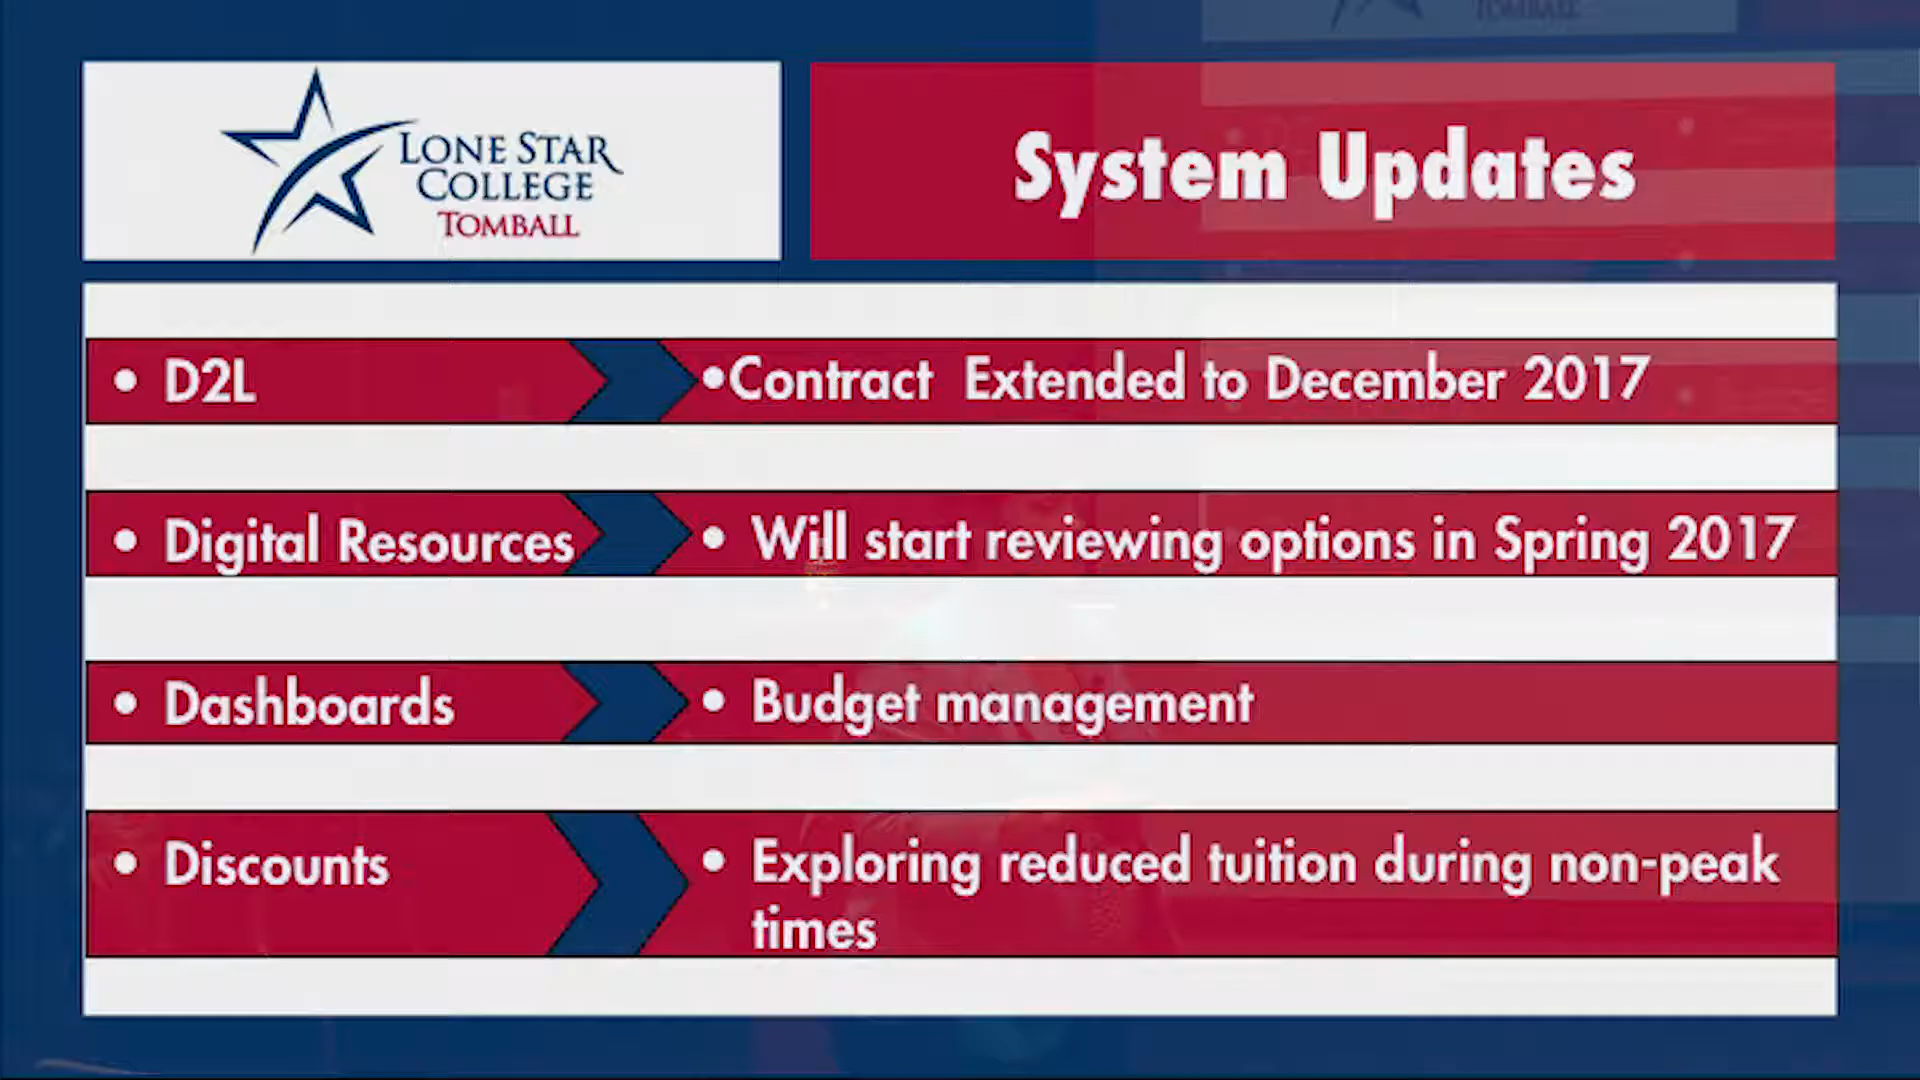 TOMBALL
LONE STAR
COLLEGE
TOMBALL
System Updates
• D2L
•Contract Extended to December 2017
• Digital Resources
• Will start reviewing options in Spring 2017
• Dashboards
• Budget management
• Discounts
• Exploring reduced tuition during non-peak
times